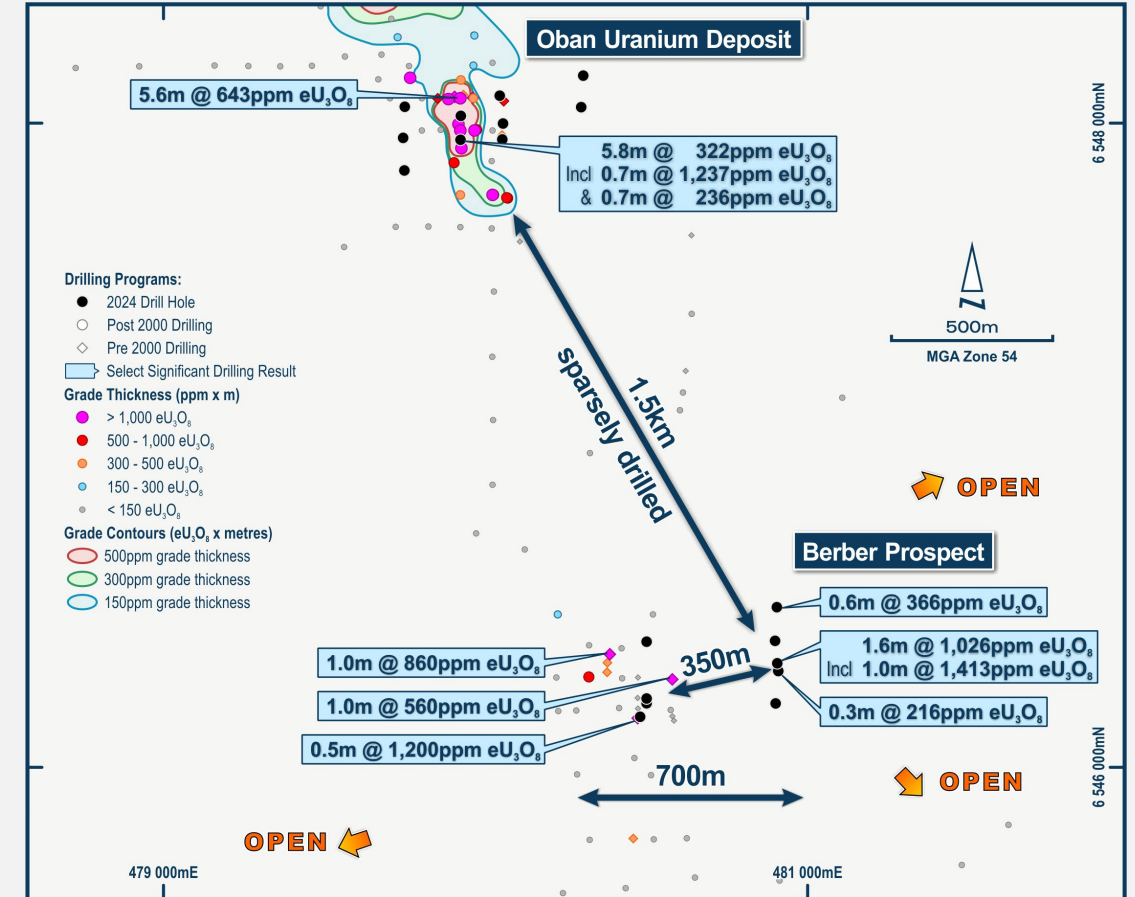 Oban Uranium Deposit
5.6m @ 643ppm eU₃O₈
6 548 000mN
5.8m @ 322ppm eU₃O₈
Incl 0.7m @ 1,237ppm eU₃O₈
& 0.7m @ 236ppm eU₃O₈
Drilling Programs:
2024 Drill Hole
Post 2000 Drilling
Pre 2000 Drilling
Select Significant Drilling Result
Grade Thickness (ppm x m)
> 1,000 eU₃O₈
500 - 1,000 eU₃O₈
300 - 500 eU₃O₈
150 - 300 eU₃O₈
< 150 eU₃O₈
Grade Contours (eU₃O₈ x metres)
500ppm grade thickness
300ppm grade thickness
150ppm grade thickness
N
500m
MGA Zone 54
1.5km
sparsely drilled
OPEN
Berber Prospect
0.6m @ 366ppm eU₃O₈
1.6m @ 1,026ppm eU₃O₈
Incl 1.0m @ 1,413ppm eU₃O₈
0.3m @ 216ppm eU₃O₈
1.0m @ 860ppm eU₃O₈
1.0m @ 560ppm eU₃O₈
0.5m @ 1,200ppm eU₃O₈
350m
700m
6 546 000mN
OPEN
OPEN
479 000mE
481 000mE